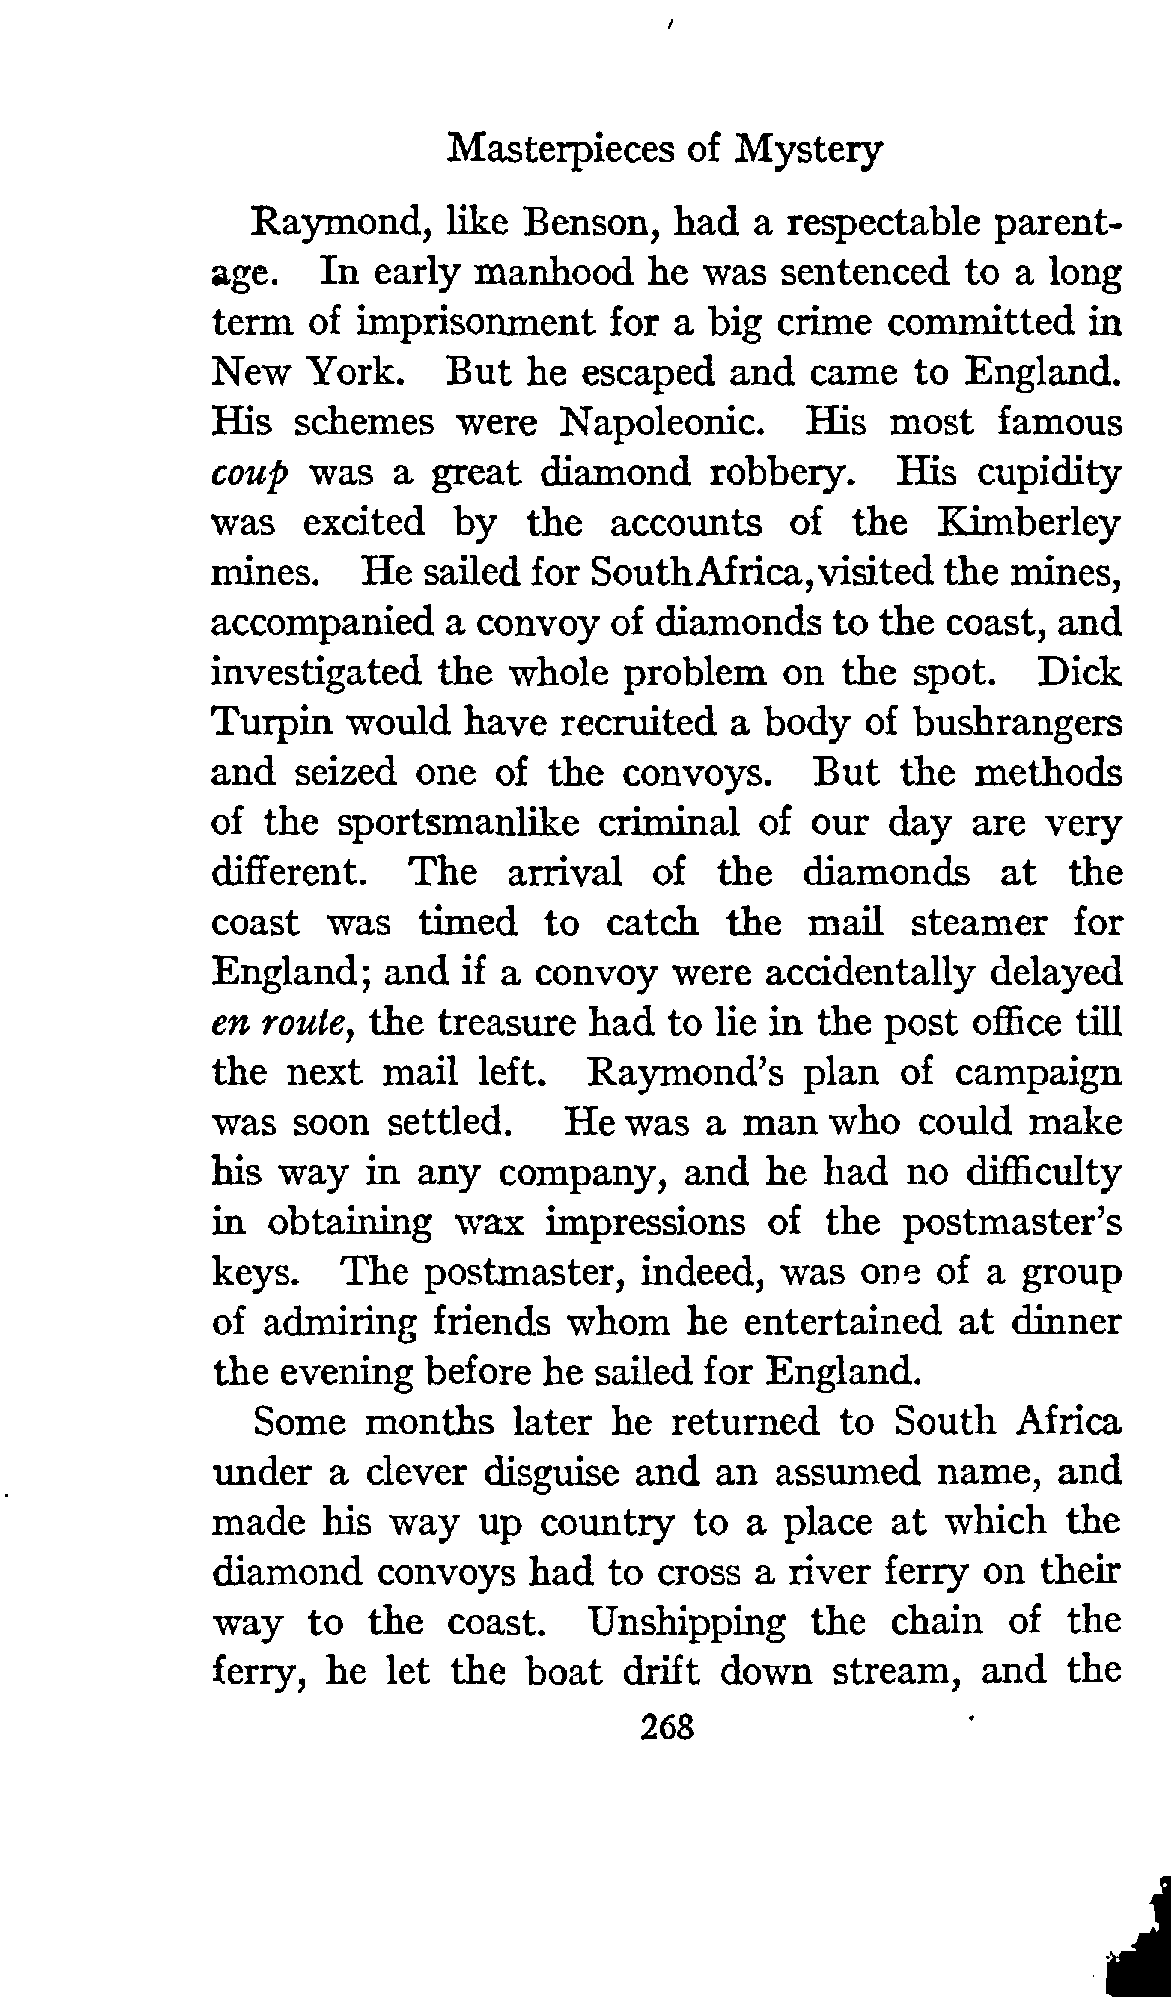 Masterpieces of Mystery
Raymond, like Benson, had a respectable parent-
age. In early manhood he was sentenced to a long
term of imprisonment for a big crime committed in
New York. But he escaped and came to England.
His schemes were Napoleonic. His most famous
coup was a great diamond robbery. His cupidity
was excited by the accounts of the Kimberley
mines. He sailed for South Africa, visited the mines,
accompanied a convoy of diamonds to the coast, and
investigated the whole problem on the spot. Dick
Turpin would have recruited a body of bushrangers
and seized one of the convoys. But the methods
of the sportsmanlike criminal of our day are very
different. The arrival of the diamonds at the
coast was timed to catch the mail steamer for
England; and if a convoy were accidentally delayed
en route, the treasure had to lie in the post office till
the next mail left. Raymond's plan of campaign
was soon settled. He was a man who could make
his way in any company, and he had no difficulty
in obtaining wax impressions of the postmaster's
keys. The postmaster, indeed, was one of a group
of admiring friends whom he entertained at dinner
the evening before he sailed for England.
Some months later he returned to South Africa
under a clever disguise and an assumed name, and
made his way up country to a place at which the
diamond convoys had to cross a river ferry on their
way to the coast. Unshipping the chain of the
ferry, he let the boat drift down stream, and the
268